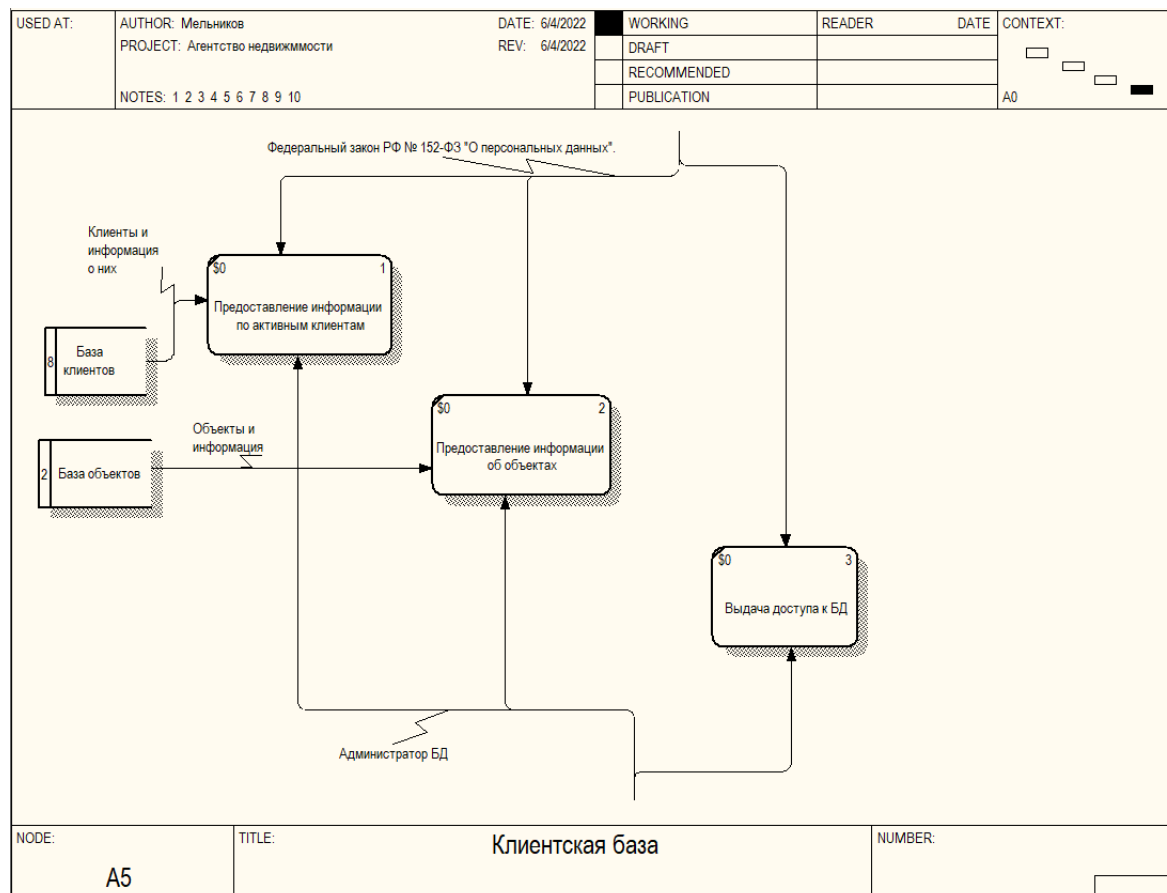 USED AT:
AUTHOR: Мельников
DATE: 6/4/2022
PROJECT: Агентство недвижммости
REV: 6/4/2022
NOTES: 1 2 3 4 5 6 7 8 9 10
WORKING
DRAFT
RECOMMENDED
PUBLICATION
READER
DATE
CONTEXT:
A0
Федеральный закон РФ № 152-ФЗ "О персональных данных".
Клиенты и
информация
о них
$0
1
Предоставление информации
по активным клиентам
8
База
клиентов
$0
2
Предоставление информации
об объектах
Объекты и
информация
2
База объектов
$0
3
Выдача доступа к БД
Администратор БД
NODE:
A5
TITLE:
Клиентская база
NUMBER: